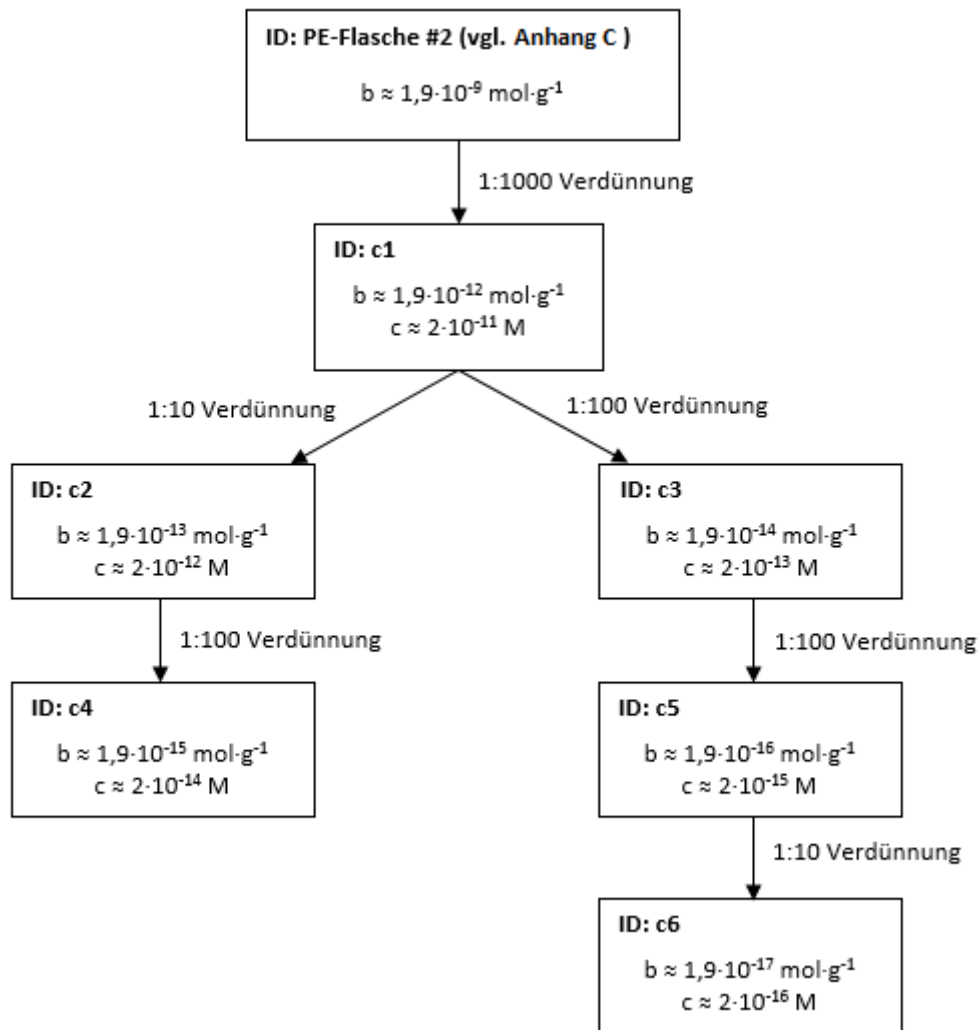 ID: PE-Flasche #2 (vgl. Anhang C )
b ≈ 1,9·10⁻⁹ mol·g⁻¹
1:1000 Verdünnung
ID: c1
b ≈ 1,9·10⁻¹² mol·g⁻¹
c ≈ 2·10⁻¹¹ M
1:10 Verdünnung
1:100 Verdünnung
ID: c2
b ≈ 1,9·10⁻¹³ mol·g⁻¹
c ≈ 2·10⁻¹² M
ID: c3
b ≈ 1,9·10⁻¹⁴ mol·g⁻¹
c ≈ 2·10⁻¹³ M
1:100 Verdünnung
1:100 Verdünnung
ID: c4
b ≈ 1,9·10⁻¹⁵ mol·g⁻¹
c ≈ 2·10⁻¹⁴ M
ID: c5
b ≈ 1,9·10⁻¹⁶ mol·g⁻¹
c ≈ 2·10⁻¹⁵ M
1:10 Verdünnung
ID: c6
b ≈ 1,9·10⁻¹⁷ mol·g⁻¹
c ≈ 2·10⁻¹⁶ M